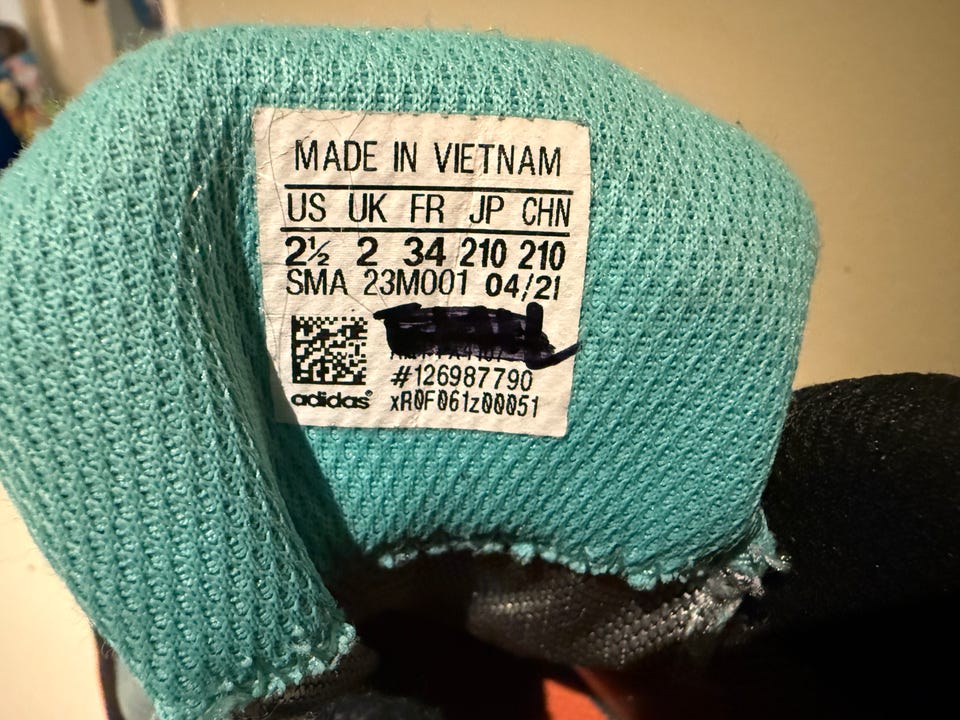 MADE IN VIETNAM
US UK FR JP CHN
2½ 2 34 210 210
SMA 23M001 04/21
#126987790
adidas® xR0F061z00051